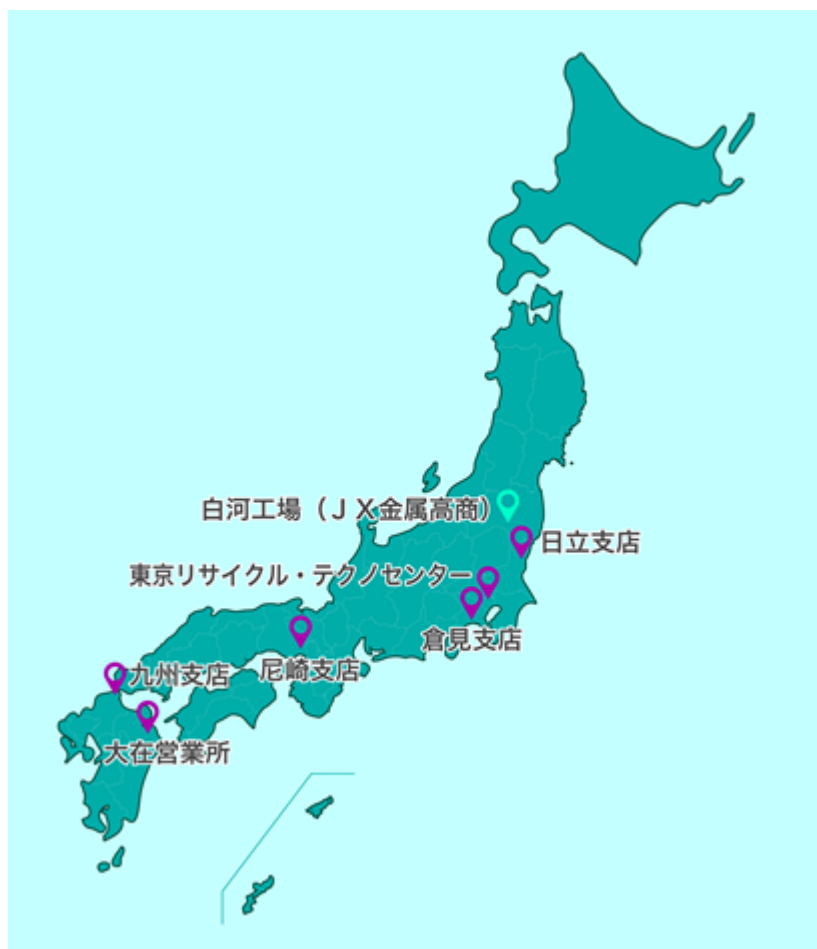 白河工場（ＪＸ金属高商）
日立支店
東京リサイクル・テクノセンター
倉見支店
尼崎支店
九州支店
大在営業所